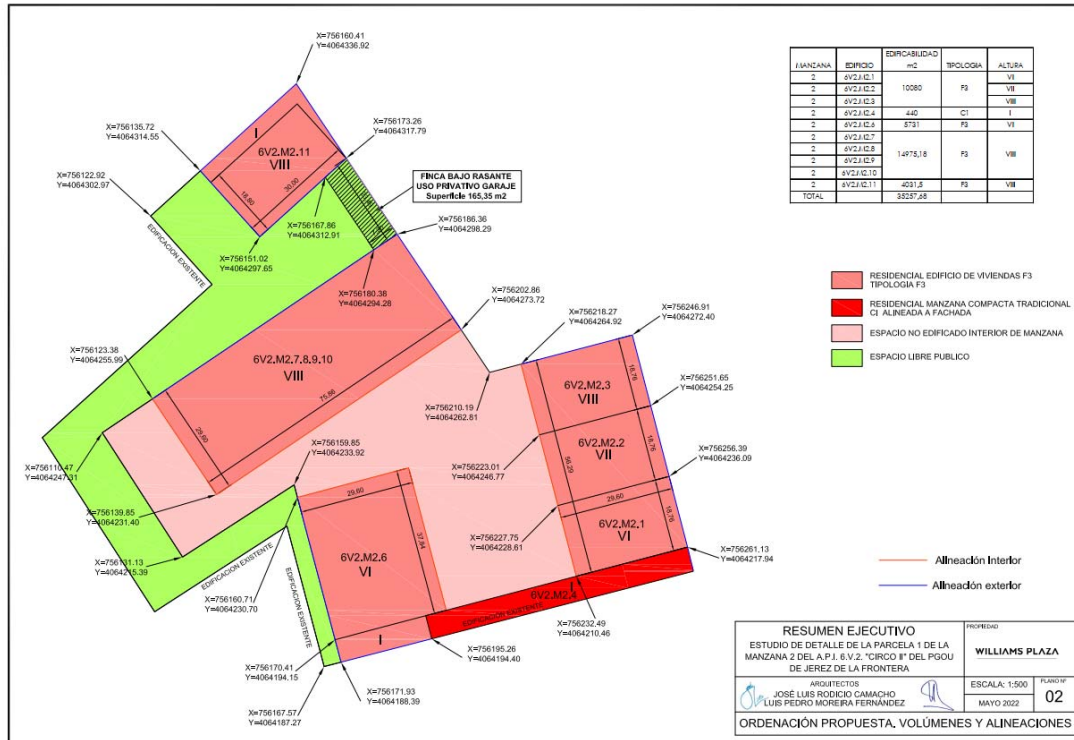 X=756160.41
Y=4064336.92
X=756135.72
Y=4064314.55
X=756173.26
Y=4064317.79
X=756122.92
Y=4064302.97
I
6V2.M2.11
VIII
18,80
30,00
FINCA BAJO RASANTE
USO PRIVATIVO GARAJE
Superficie 165,35 m2
X=756167.86
Y=4064312.91
X=756186.36
Y=4064298.29
EDIFICACION EXISTENTE
X=756151.02
Y=4064297.65
X=756180.38
Y=4064294.28
X=756202.86
Y=4064273.72
X=756218.27
Y=4064264.92
X=756246.91
Y=4064272.40
X=756123.38
Y=4064255.99
6V2.M2.7,8,9,10
VIII
75,86
29,60
X=756210.19
Y=4064262.81
6V2.M2.3
VIII
18,76
X=756251.65
Y=4064254.25
X=756110.47
Y=4064247.31
X=756159.85
Y=4064233.92
X=756223.01
Y=4064246.77
6V2.M2.2
VII
18,76
56,29
X=756256.39
Y=4064236.09
X=756139.85
Y=4064231.40
29,60
37,84
6V2.M2.6
VI
X=756227.75
Y=4064228.61
29,60
6V2.M2.1
VI
18,76
X=756131.13
Y=4064215.39
EDIFICACION EXISTENTE
EDIFICACION EXISTENTE
X=756261.13
Y=4064217.94
X=756160.71
Y=4064230.70
I
6V2.M2.4
EDIFICACION EXISTENTE
X=756232.49
Y=4064210.46
I
X=756195.26
Y=4064194.40
X=756170.41
Y=4064194.15
X=756171.93
Y=4064188.39
X=756167.57
Y=4064187.27
MANZANA EDIFICIO EDIFICABILIDAD m2 TIPOLOGIA ALTURA
2 6V2.M2.1 VI
2 6V2.M2.2 10080 F3 VII
2 6V2.M2.3 VIII
2 6V2.M2.4 440 C1 I
2 6V2.M2.6 5731 F3 VI
2 6V2.M2.7
2 6V2.M2.8 14975,18 F3 VIII
2 6V2.M2.9
2 6V2.M2.10
2 6V2.M2.11 4031,5 F3 VIII
TOTAL 35257,68
RESIDENCIAL EDIFICIO DE VIVIENDAS F3
TIPOLOGIA F3
RESIDENCIAL MANZANA COMPACTA TRADICIONAL
C1 ALINEADA A FACHADA
ESPACIO NO EDIFICADO INTERIOR DE MANZANA
ESPACIO LIBRE PUBLICO
Alineación Interior
Alineación exterior
RESUMEN EJECUTIVO
ESTUDIO DE DETALLE DE LA PARCELA 1 DE LA
MANZANA 2 DEL A.P.I. 6.V.2. "CIRCO II" DEL PGOU
DE JEREZ DE LA FRONTERA
PROPIEDAD
WILLIAMS PLAZA
ARQUITECTOS
JOSÉ LUIS RODICIO CAMACHO
LUIS PEDRO MOREIRA FERNÁNDEZ
ESCALA: 1:500
MAYO 2022
PLANO Nº
02
ORDENACIÓN PROPUESTA. VOLÚMENES Y ALINEACIONES